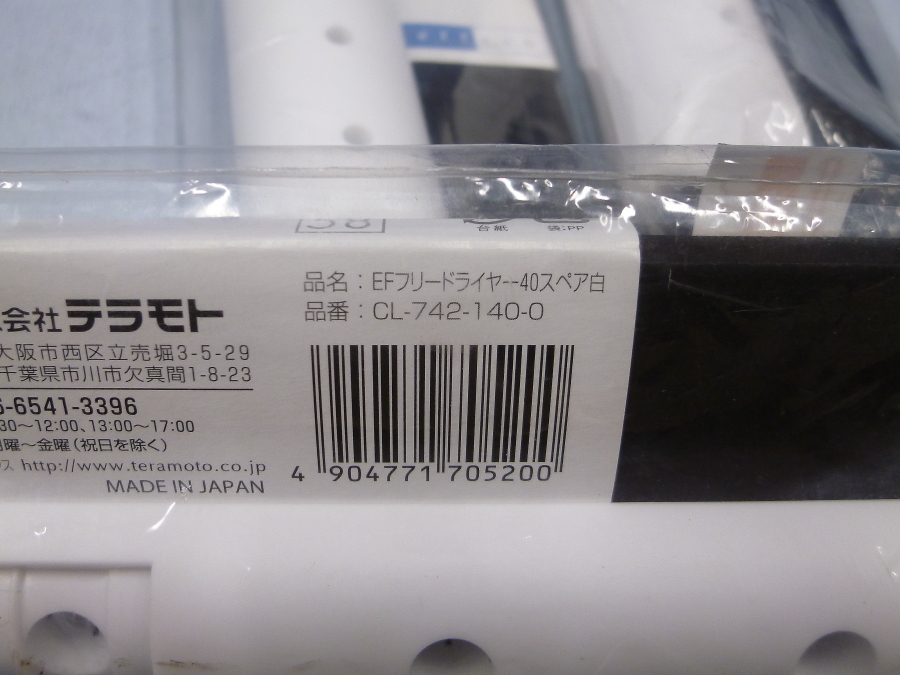 台紙 袋:PP
品名：EFフリードライヤー-40スペア白
品番：CL-742-140-0
会社テラモト
大阪市西区立売堀3-5-29
千葉県市川市欠真間1-8-23
6-6541-3396
30～12:00、13:00～17:00
曜～金曜(祝日を除く)
ス http://www.teramoto.co.jp
MADE IN JAPAN
4 904771 705200